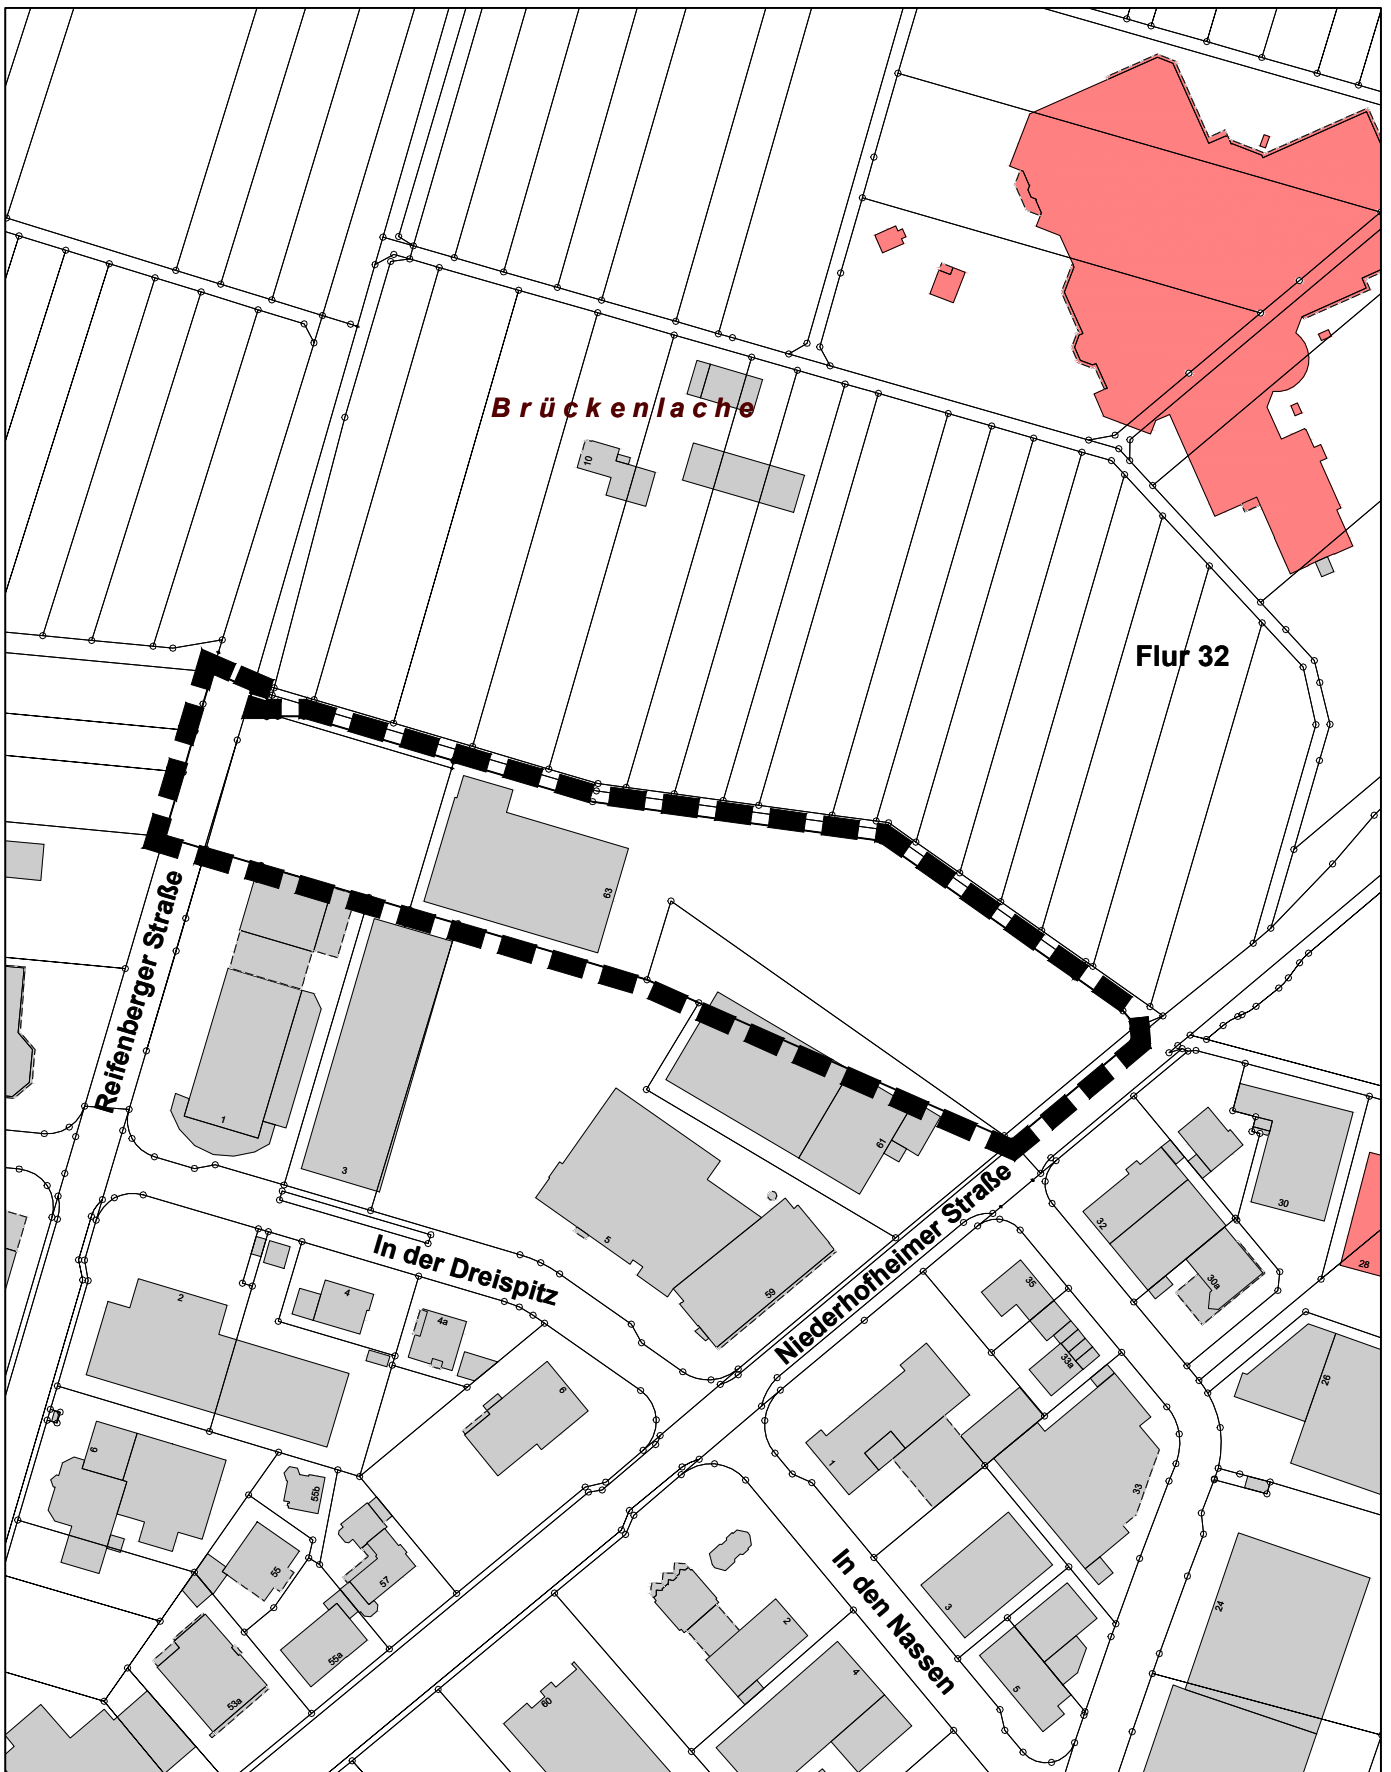 Brückenlache
10
Flur 32
63
Reifenberger Straße
1
3
61
5
59
In der Dreispitz
Niederhofheimer Straße
2
4
4a
6
6
55b
55
57
55a
53a
32
30
30a
28
35
33a
26
1
33
3
In den Nassen
2
4
5
24
60